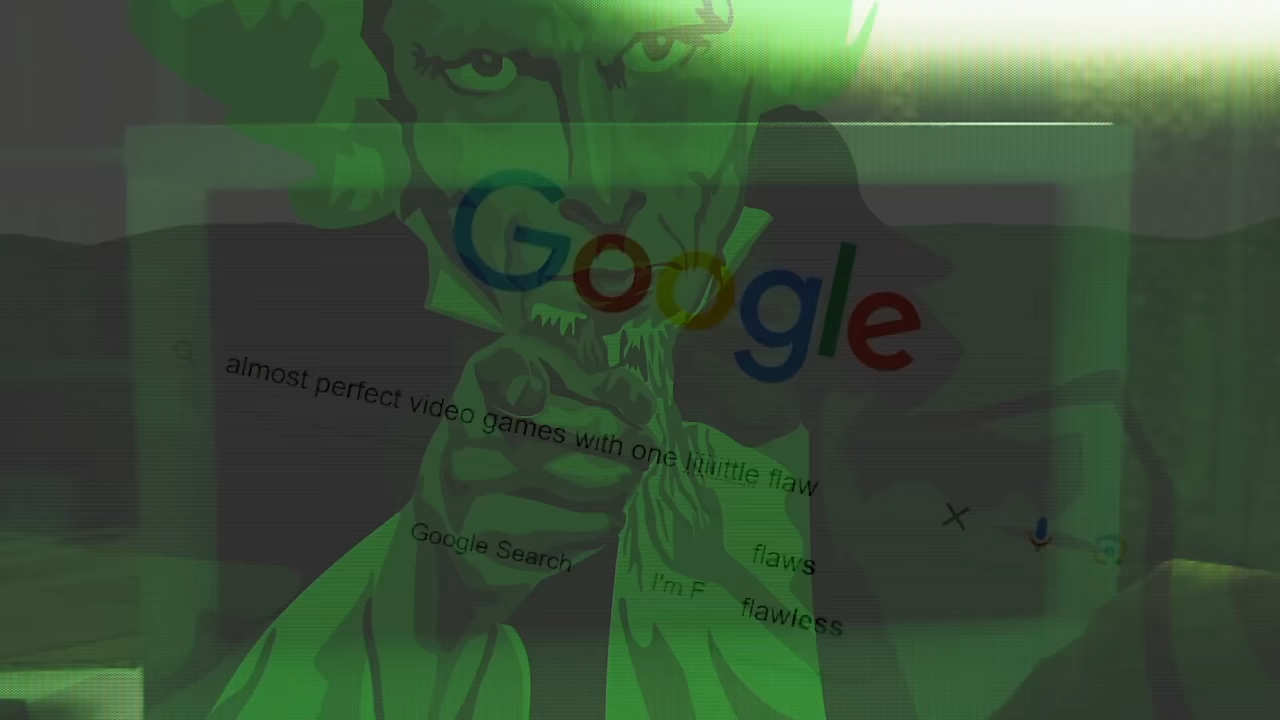 Google
almost perfect video games with one liiiiittle flaw
flaws
Google Search
I'm F
flawless